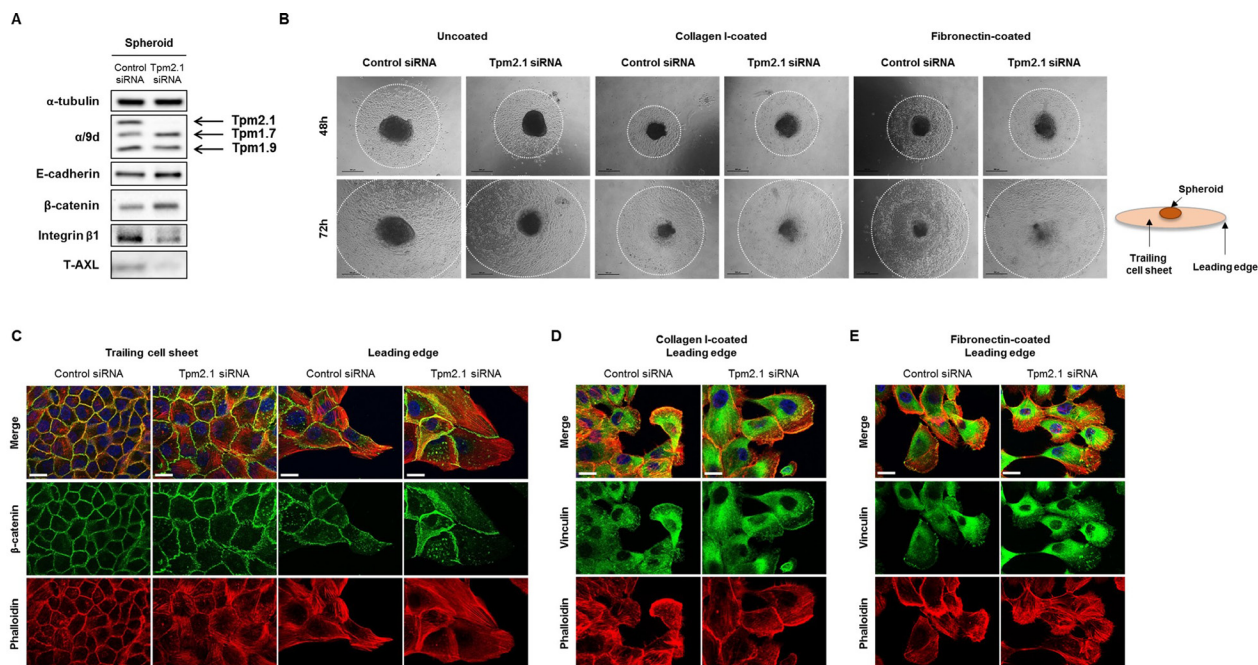 A
Spheroid
Control siRNA
Tpm2.1 siRNA
α-tubulin
α/9d
Tpm2.1
Tpm1.7
Tpm1.9
E-cadherin
β-catenin
Integrin β1
T-AXL
B
Uncoated
Collagen I-coated
Fibronectin-coated
Control siRNA
Tpm2.1 siRNA
Control siRNA
Tpm2.1 siRNA
Control siRNA
Tpm2.1 siRNA
48h
72h
Spheroid
Trailing cell sheet
Leading edge
C
Trailing cell sheet
Leading edge
Control siRNA
Tpm2.1 siRNA
Control siRNA
Tpm2.1 siRNA
Merge
β-catenin
Phalloidin
D
Collagen I-coated
Leading edge
Control siRNA
Tpm2.1 siRNA
Merge
Vinculin
Phalloidin
E
Fibronectin-coated
Leading edge
Control siRNA
Tpm2.1 siRNA
Merge
Vinculin
Phalloidin